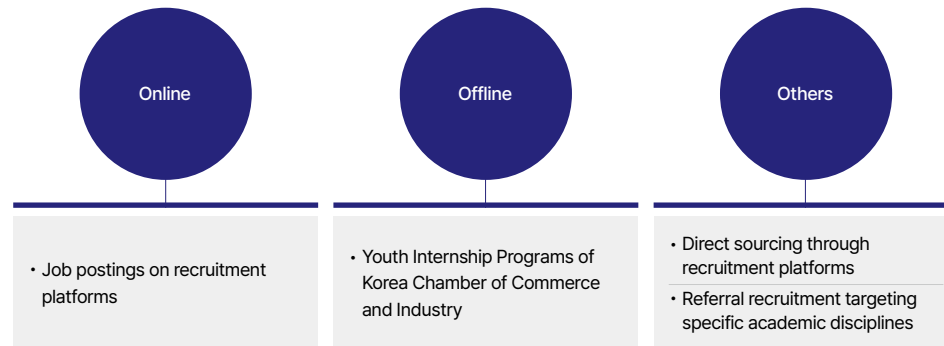 Online
• Job postings on recruitment
platforms
Offline
• Youth Internship Programs of
Korea Chamber of Commerce
and Industry
Others
• Direct sourcing through
recruitment platforms
• Referral recruitment targeting
specific academic disciplines